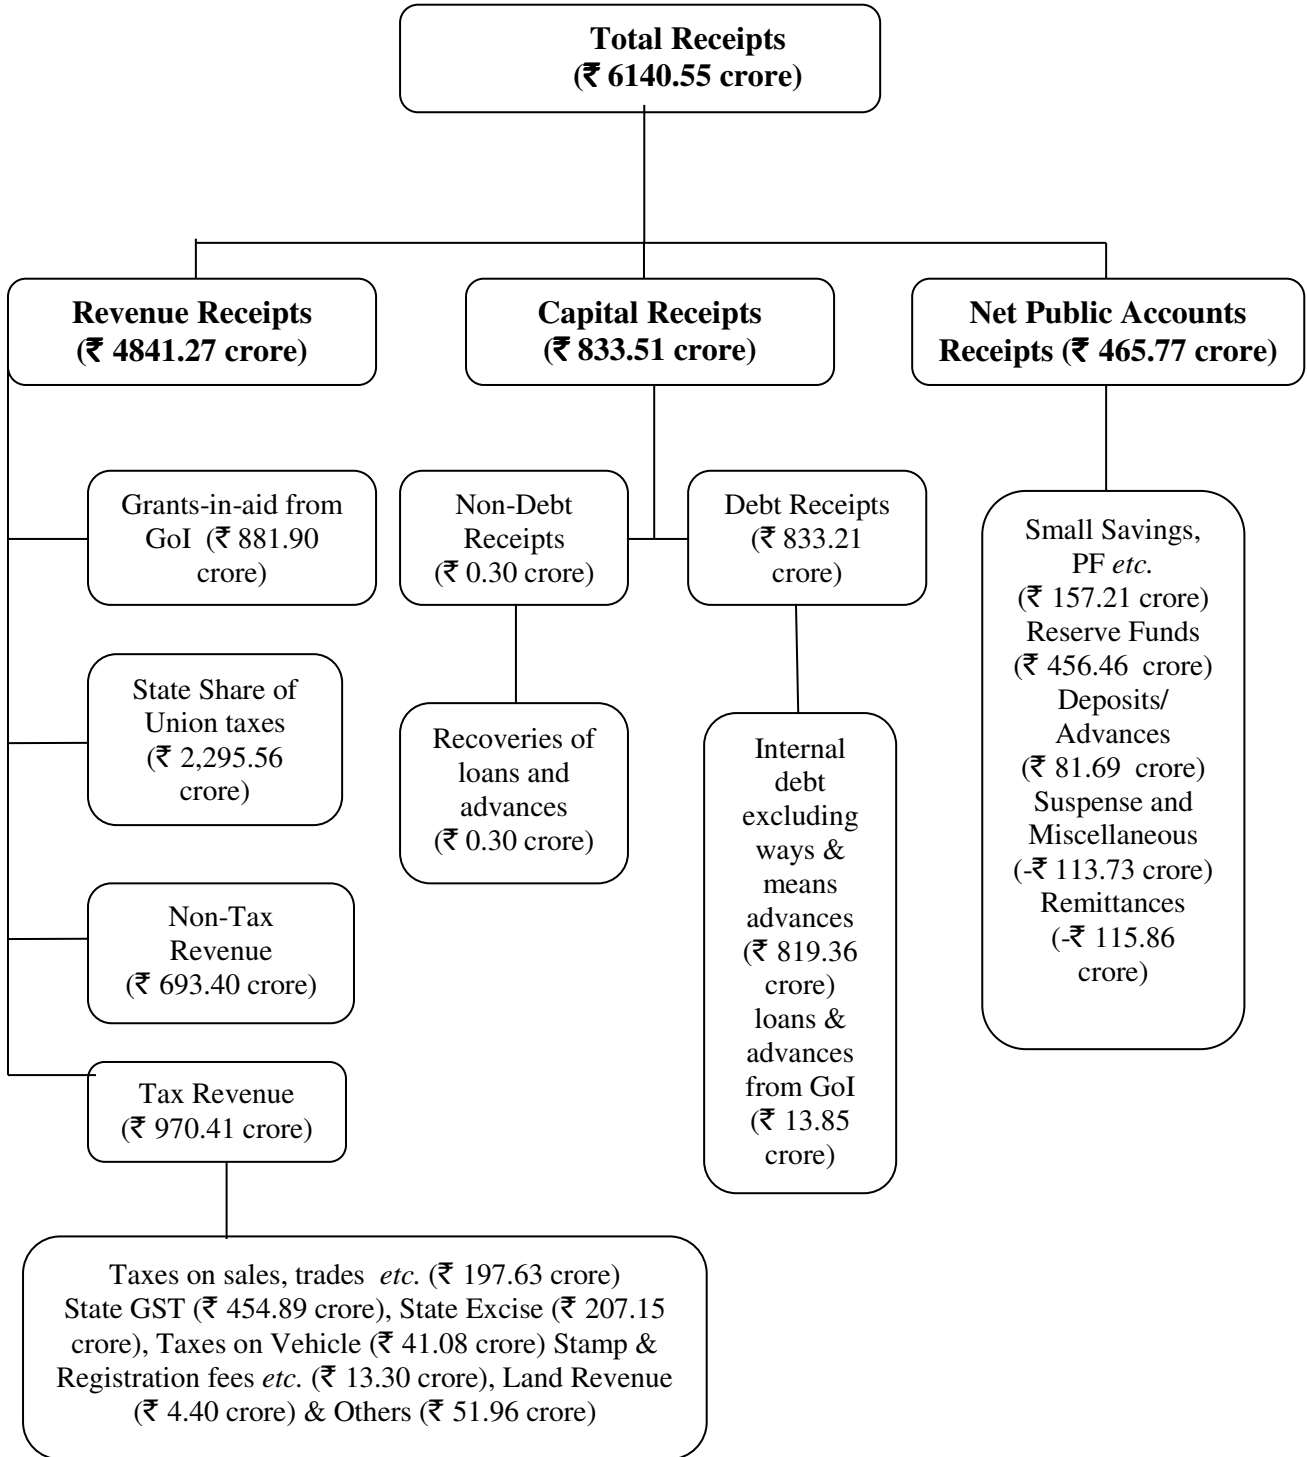 Total Receipts
(₹ 6140.55 crore)
Revenue Receipts
(₹ 4841.27 crore)
Capital Receipts
(₹ 833.51 crore)
Net Public Accounts
Receipts (₹ 465.77 crore)
Grants-in-aid from
GoI (₹ 881.90
crore)
State Share of
Union taxes
(₹ 2,295.56
crore)
Non-Tax
Revenue
(₹ 693.40 crore)
Tax Revenue
(₹ 970.41 crore)
Taxes on sales, trades etc. (₹ 197.63 crore)
State GST (₹ 454.89 crore), State Excise (₹ 207.15
crore), Taxes on Vehicle (₹ 41.08 crore) Stamp &
Registration fees etc. (₹ 13.30 crore), Land Revenue
(₹ 4.40 crore) & Others (₹ 51.96 crore)
Non-Debt
Receipts
(₹ 0.30 crore)
Recoveries of
loans and
advances
(₹ 0.30 crore)
Debt Receipts
(₹ 833.21
crore)
Internal
debt
excluding
ways &
means
advances
(₹ 819.36
crore)
loans &
advances
from GoI
(₹ 13.85
crore)
Small Savings,
PF etc.
(₹ 157.21 crore)
Reserve Funds
(₹ 456.46 crore)
Deposits/
Advances
(₹ 81.69 crore)
Suspense and
Miscellaneous
(-₹ 113.73 crore)
Remittances
(-₹ 115.86
crore)